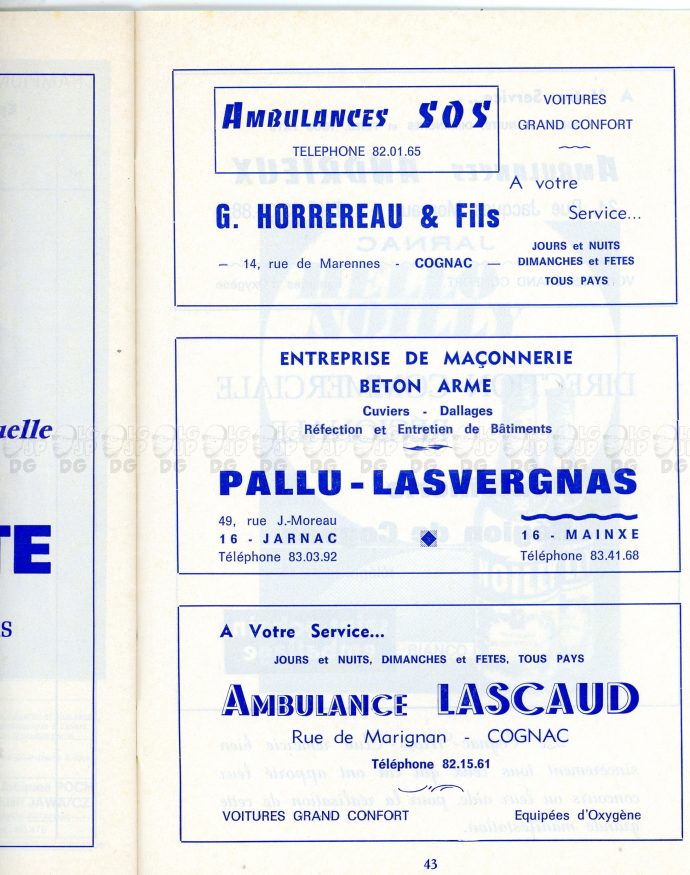 uelle
TE
AMBULANCES SOS
TELEPHONE 82.01.65
VOITURES
GRAND CONFORT
A votre
Service...
G. HORREREAU & Fils
— 14, rue de Marennes - COGNAC —
JOURS et NUITS
DIMANCHES et FETES
TOUS PAYS
ENTREPRISE DE MAÇONNERIE
BETON ARME
Cuviers - Dallages
Réfection et Entretien de Bâtiments
PALLU-LASVERGNAS
49, rue J.-Moreau
16 - JARNAC
Téléphone 83.03.92
16 - MAINXE
Téléphone 83.41.68
A Votre Service...
JOURS et NUITS, DIMANCHES et FETES, TOUS PAYS
AMBULANCE LASCAUD
Rue de Marignan - COGNAC
Téléphone 82.15.61
VOITURES GRAND CONFORT Equipées d'Oxygène
43